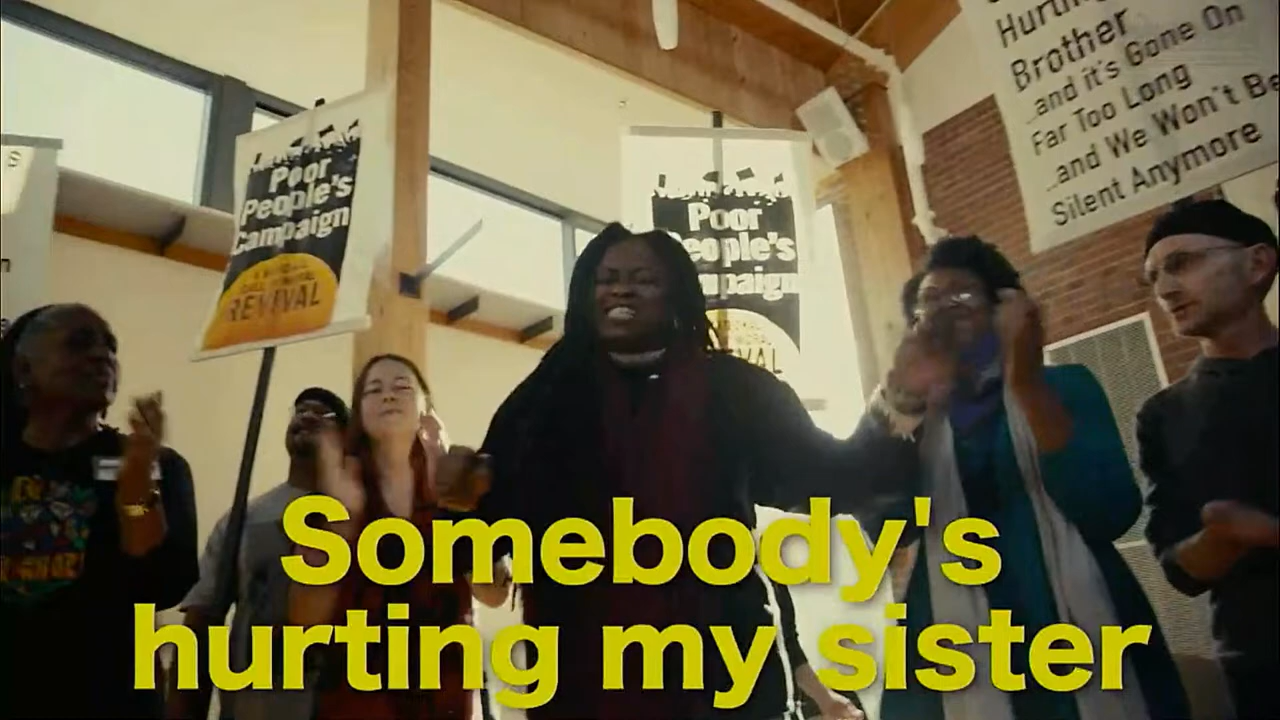 Poor
People's
Campaign
REVIVAL
Poor
People's
Campaign
REVIVAL
Hurting
Brother
...and it's Gone On
Far Too Long
...and We Won't Be
Silent Anymore
Somebody's
hurting my sister